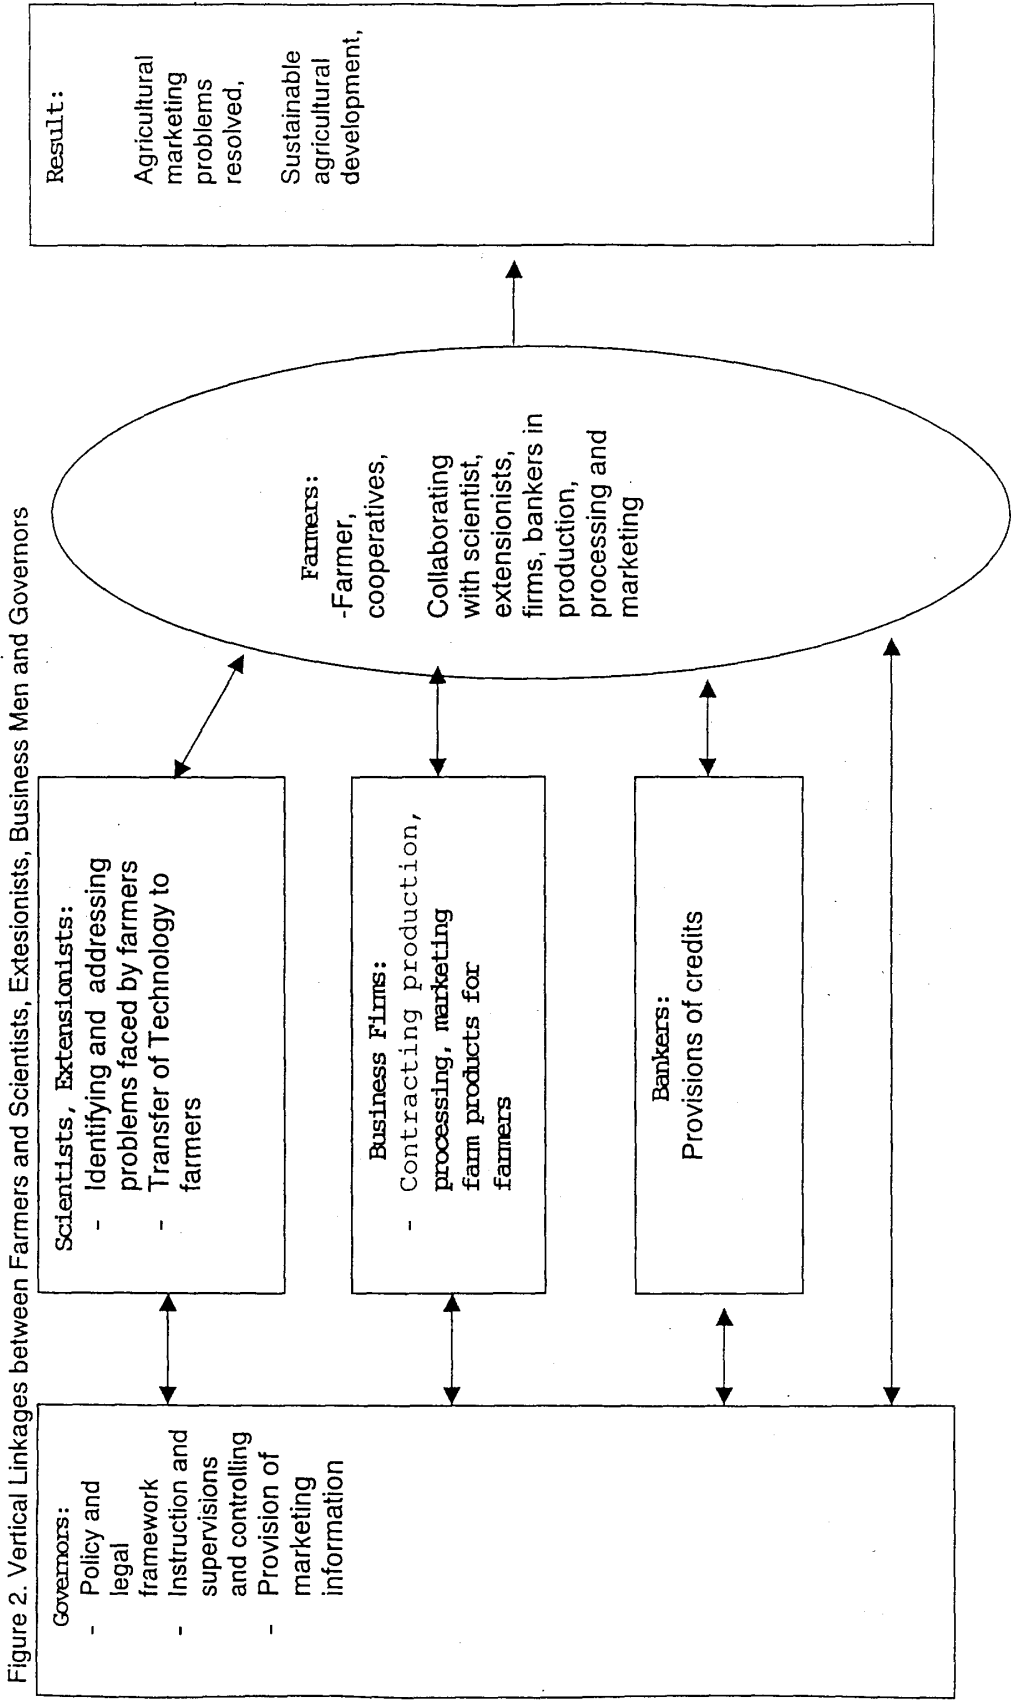 Figure 2. Vertical Linkages between Farmers and Scientists, Extesionists, Business Men and Governors
Governors:
- Policy and
legal
framework
- Instruction and
supervisions
and controlling
- Provision of
marketing
information
Scientists, Extensionists:
- Identifying and addressing
problems faced by farmers
- Transfer of Technology to
farmers
Business Firms:
- Contracting production,
processing, marketing
farm products for
farmers
Bankers:
Provisions of credits
Farmers:
-Farmer,
cooperatives,
Collaborating
with scientist,
extensionists,
firms, bankers in
production,
processing and
marketing
Result:
Agricultural
marketing
problems
resolved,
Sustainable
agricultural
development,